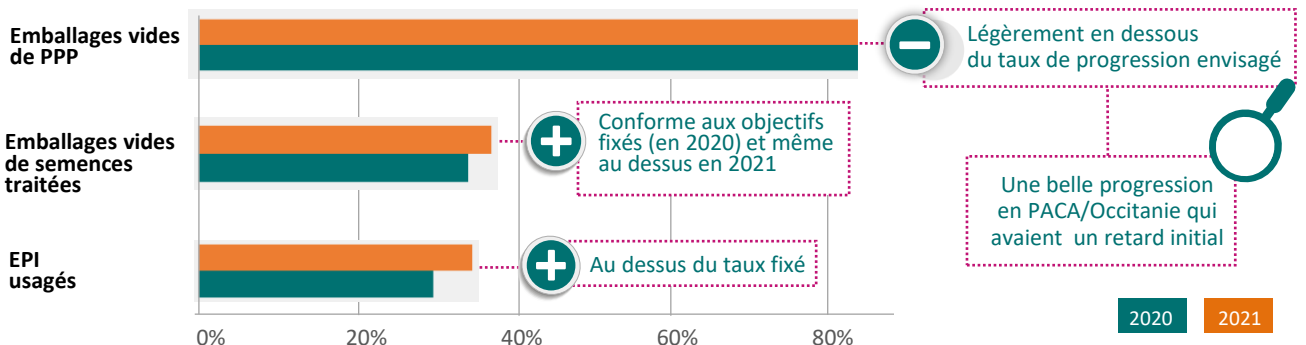 Emballages vides
de PPP
Légèrement en dessous
du taux de progression envisagé
Emballages vides
de semences
traitées
Conforme aux objectifs
fixés (en 2020) et même
au dessus en 2021
Une belle progression
en PACA/Occitanie qui
avaient un retard initial
EPI
usagés
Au dessus du taux fixé
0% 20% 40% 60% 80%
2020 2021